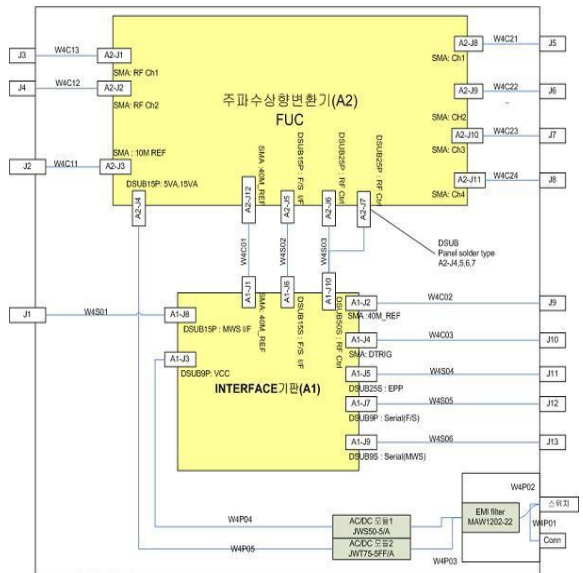 J3
W4C13
A2-J1
SMA: RF Ch1
J4
W4C12
A2-J2
SMA: RF Ch2
J2
W4C11
SMA : 10M REF
A2-J3
DSUB15P: 5VA,15VA
A2-J4
주파수상향변환기(A2)
FUC
A2-J8
W4C21
J5
SMA: Ch1
A2-J9
W4C22
J6
SMA: CH2
A2-J10
W4C23
J7
SMA: Ch3
A2-J11
W4C24
J8
SMA: Ch4
SMA :40M_REF
A2-J12
DSUB15P : F/S I/F
A2-J5
DSUB25P : RF Ctrl
A2-J6
DSUB25P : RF Ctrl
A2-J7
DSUB
Panel solder type
A2-J4,5,6,7
W4C01
W4S02
W4S03
A1-J1
SMA: 40M_REF
A1-J6
DSUB15S : F/S I/F
A1-J10
DSUB50S : RF Ctrl
J1
W4S01
A1-J8
DSUB15P : MWS I/F
A1-J3
DSUB9P: VCC
INTERFACE기판(A1)
A1-J2
W4C02
J9
SMA :40M_REF
A1-J4
W4C03
J10
SMA: DTRIG
A1-J5
W4S04
J11
DSUB25S : EPP
A1-J7
W4S05
J12
DSUB9P : Serial(F/S)
A1-J9
W4S06
J13
DSUB9S : Serial(MWS)
W4P04
AC/DC 모듈1
JWS50-5/A
W4P05
AC/DC 모듈2
JWT75-5FF/A
W4P03
EMI filter
MAW1202-22
W4P02
스위치
W4P01
Conn